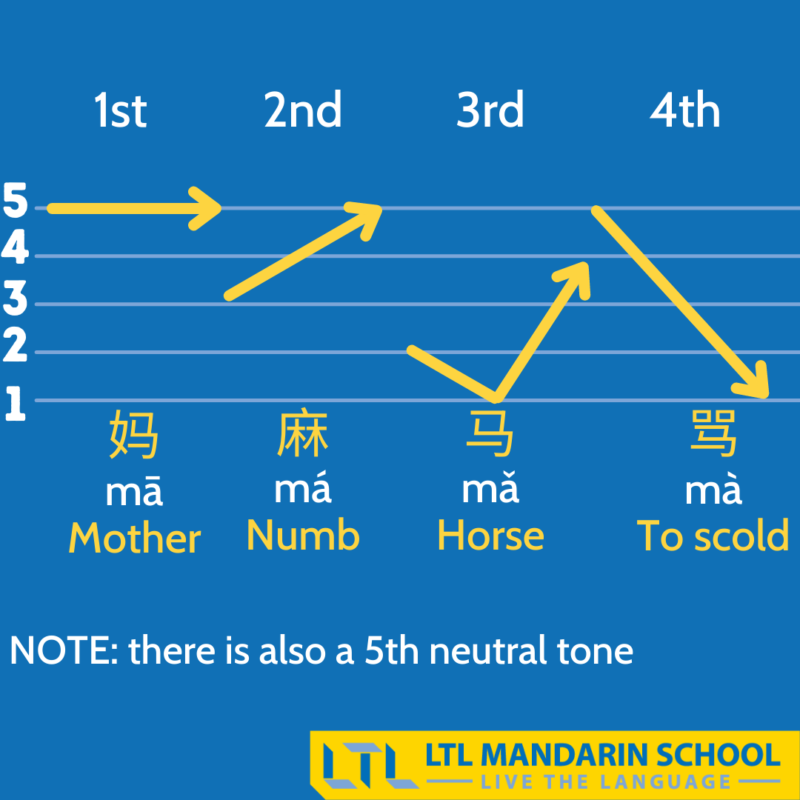 1st 2nd 3rd 4th
5
4
3
2
1
妈 麻 马 骂
mā má mǎ mà
Mother Numb Horse To scold
NOTE: there is also a 5th neutral tone
LTL LTL MANDARIN SCHOOL
LIVE THE LANGUAGE